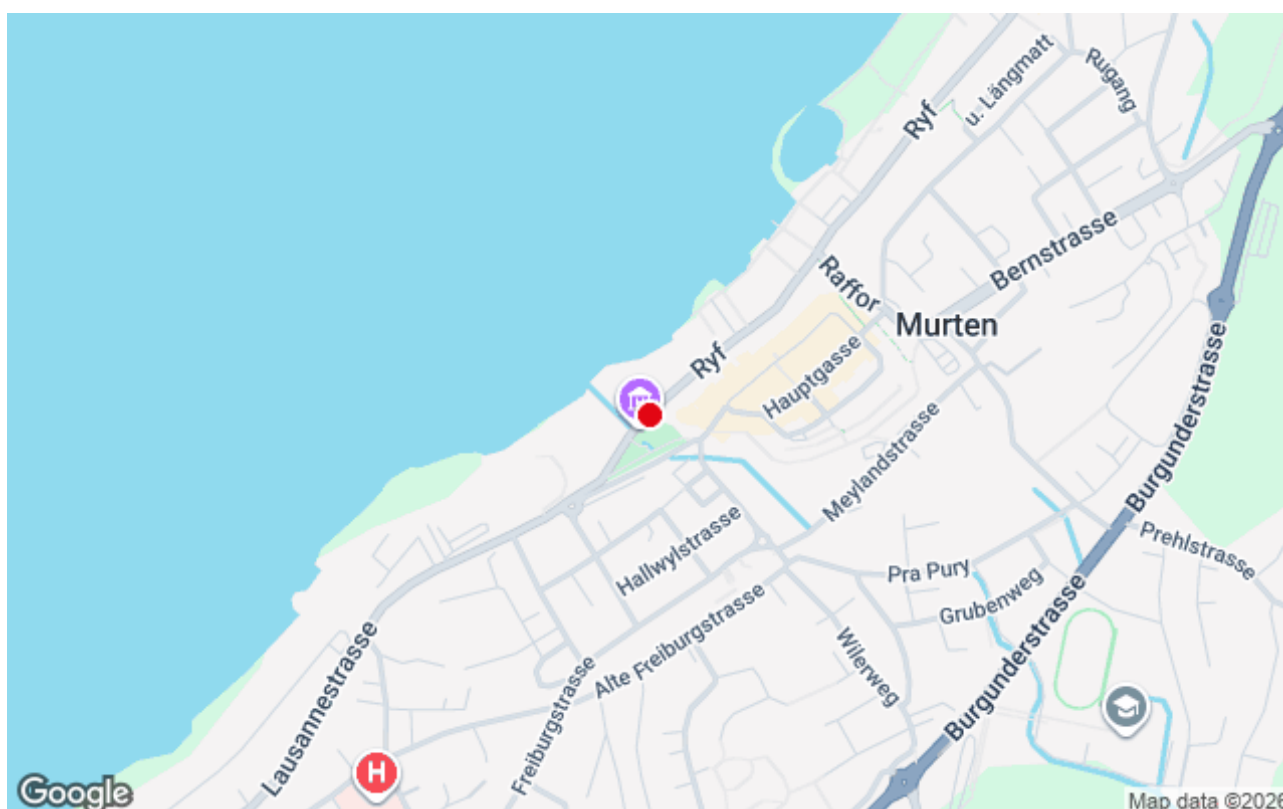 Rugang
u. Längmatt
Ryf
Bernstrasse
Raffor
Murten
Ryf
Hauptgasse
Burgunderstrasse
Meylandstrasse
Prehlstrasse
Hallwylstrasse
Pra Pury
Grubenweg
Alte Freiburgstrasse
Wilerweg
Lausannestrasse
Freiburgstrasse
Burgunderstrasse
H
Google
Map data ©2026